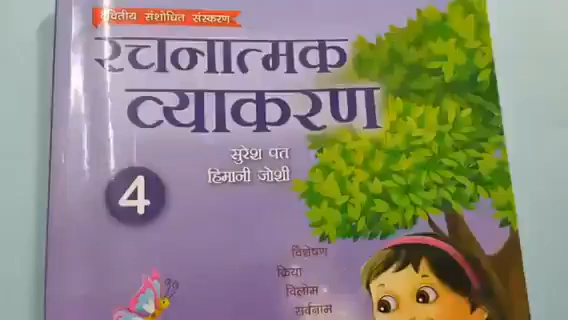 द्वितीय संशोधित संस्करण
रचनात्मक
व्याकरण
सुरेश पंत
हिमानी जोशी
4
विशेषण
क्रिया
विलोम
सर्वनाम